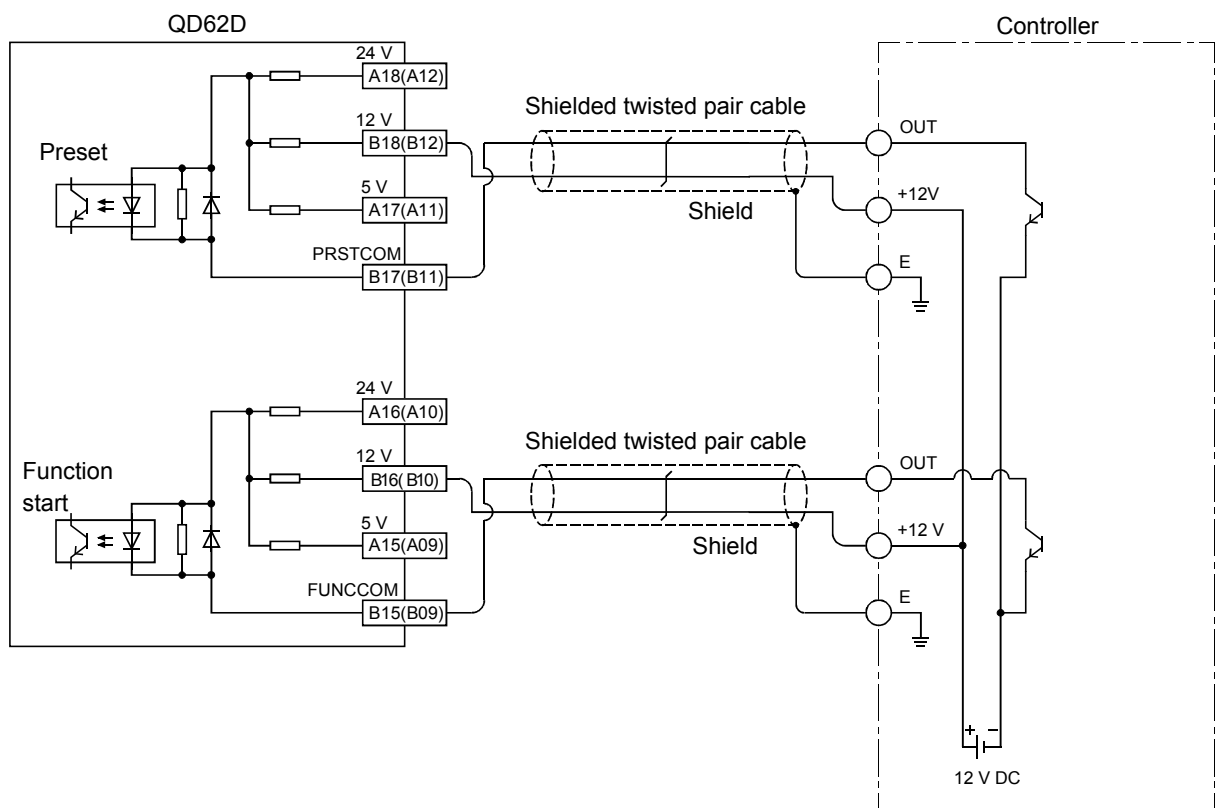 QD62D
Controller
24 V
A18(A12)
Shielded twisted pair cable
12 V
OUT
B18(B12)
Preset
5 V
+12V
A17(A11)
Shield
PRSTCOM
E
B17(B11)
24 V
A16(A10)
Shielded twisted pair cable
12 V
OUT
Function
start
B16(B10)
5 V
+12 V
A15(A09)
Shield
FUNCCOM
E
B15(B09)
+ −
12 V DC